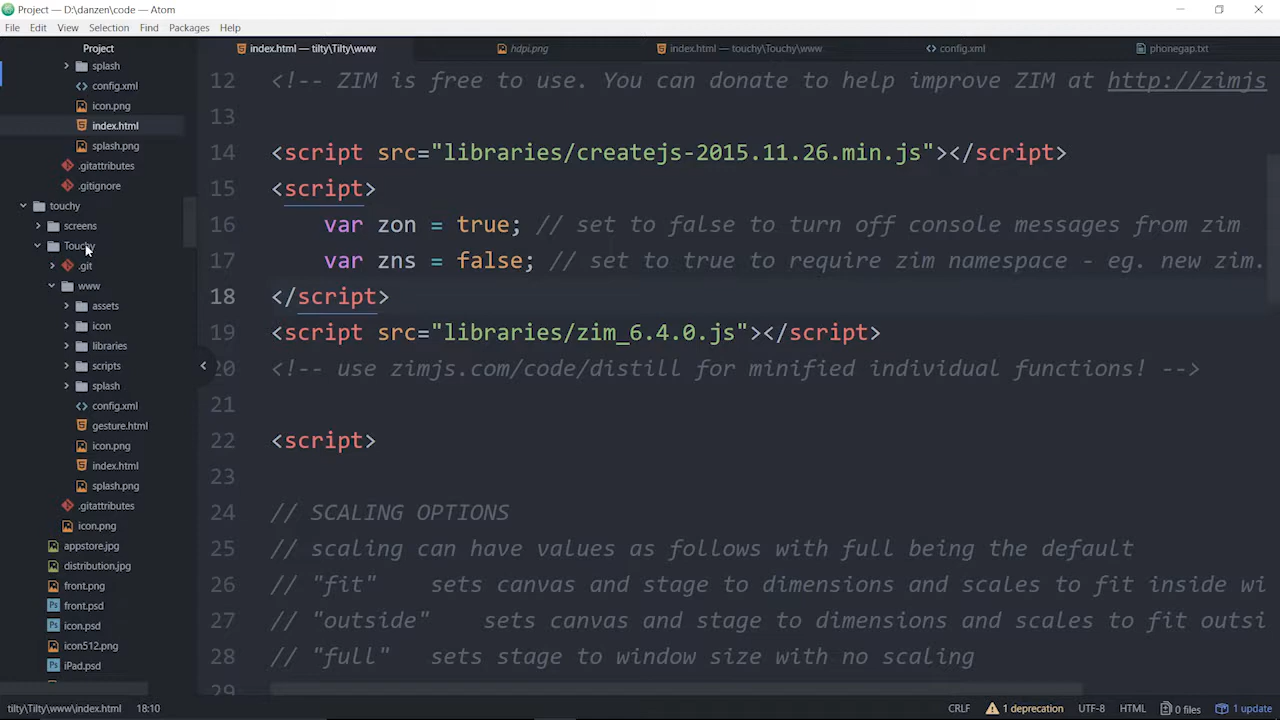 Project — D:\danzen\code — Atom
File Edit View Selection Find Packages Help
Project
index.html — tilty\Tilty\www
hdpi.png
index.html — touchy\Touchy\www
config.xml
phonegap.txt
splash
config.xml
icon.png
index.html
splash.png
.gitattributes
.gitignore
touchy
screens
Touchy
.git
www
assets
icon
libraries
scripts
splash
config.xml
gesture.html
icon.png
index.html
splash.png
.gitattributes
icon.png
appstore.jpg
distribution.jpg
front.png
front.psd
icon.psd
icon512.png
iPad.psd
12 <!-- ZIM is free to use. You can donate to help improve ZIM at http://zimjs
13
14 <script src="libraries/createjs-2015.11.26.min.js"></script>
15 <script>
16 var zon = true; // set to false to turn off console messages from zim
17 var zns = false; // set to true to require zim namespace - eg. new zim.
18 </script>
19 <script src="libraries/zim_6.4.0.js"></script>
20 <!-- use zimjs.com/code/distill for minified individual functions! -->
21
22 <script>
23
24 // SCALING OPTIONS
25 // scaling can have values as follows with full being the default
26 // "fit" sets canvas and stage to dimensions and scales to fit inside wi
27 // "outside" sets canvas and stage to dimensions and scales to fit outsi
28 // "full" sets stage to window size with no scaling
29
tilty\Tilty\www\index.html 18:10 CRLF 1 deprecation UTF-8 HTML 0 files 1 update